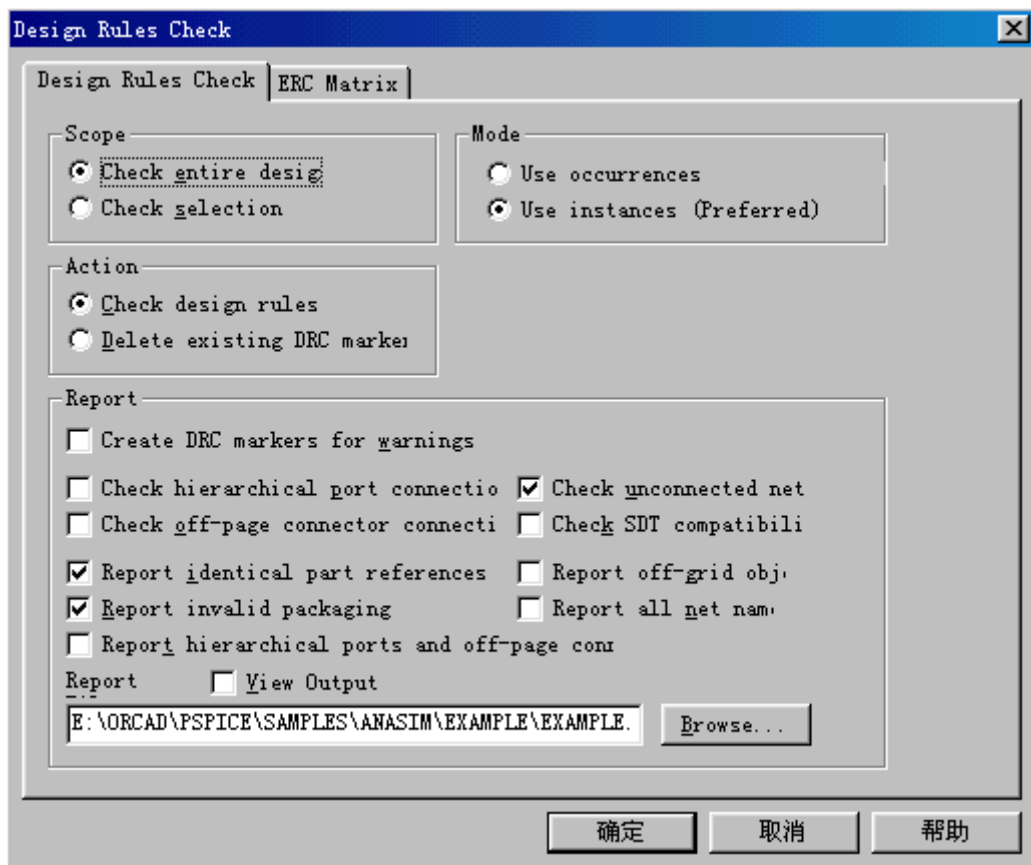 Design Rules Check
Design Rules Check ERC Matrix
Scope
Check entire desig
Check selection
Mode
Use occurrences
Use instances (Preferred)
Action
Check design rules
Delete existing DRC marke
Report
Create DRC markers for warnings
Check hierarchical port connectio
Check unconnected net
Check off-page connector connecti
Check SDT compatibili
Report identical part references
Report off-grid obj
Report invalid packaging
Report all net nam
Report hierarchical ports and off-page con
Report
View Output
E:\ORCAD\PSPICE\SAMPLES\ANASIM\EXAMPLE\EXAMPLE.
Browse...
确定 取消 帮助